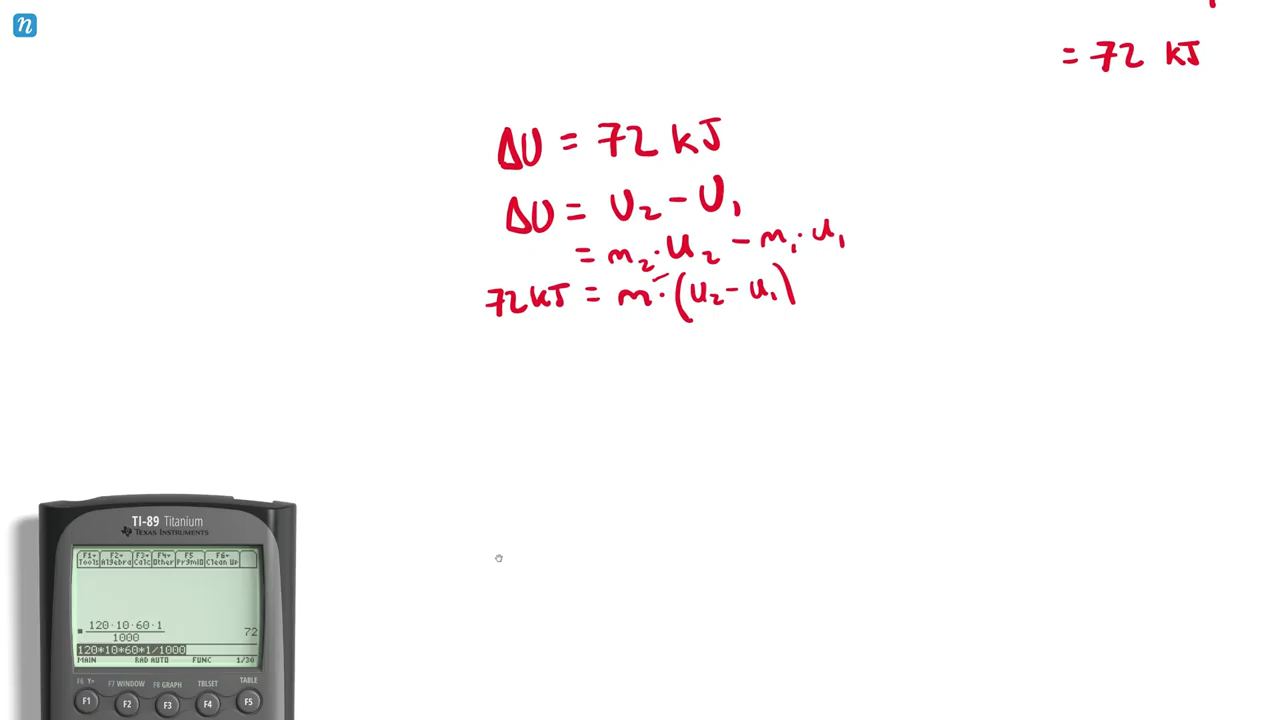 n
= 72 kJ
ΔU = 72 kJ
ΔU = U₂ - U₁
= m₂ · u₂ - m₁ · u₁
72 kJ = m · (u₂ - u₁)
TI-89 Titanium
TEXAS INSTRUMENTS
F1▾ Tools F2▾ Algebra F3▾ Calc F4▾ Other F5 PrgmIO F6▾ Clean Up
■ 120·10·60·1
1000
72
120*10*60*1/1000
MAIN RAD AUTO FUNC 1/30
F6 Y= F7 WINDOW F8 GRAPH TBLSET TABLE
F1 F2 F3 F4 F5